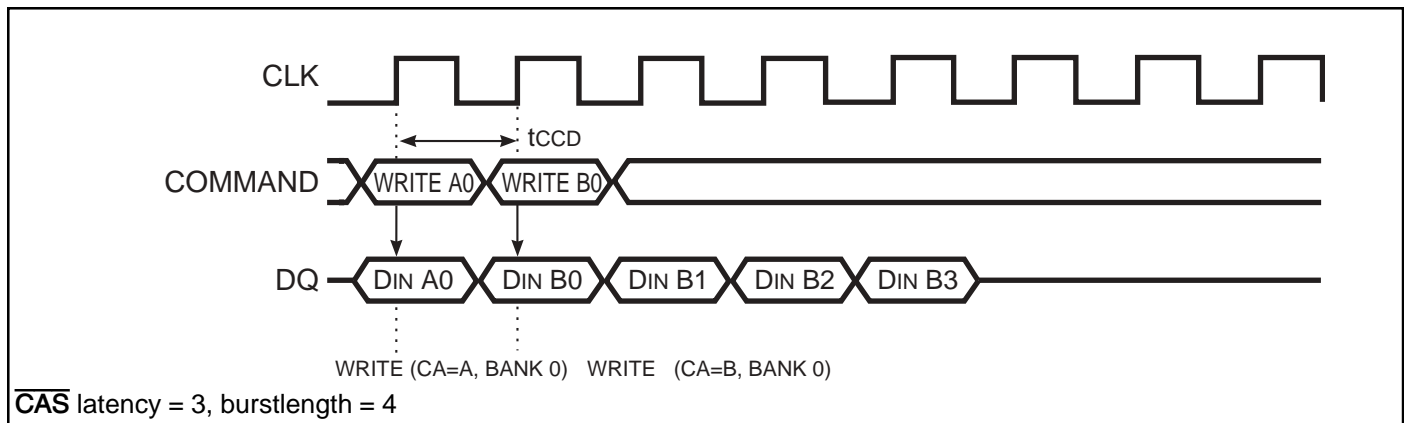 CLK
tCCD
COMMAND WRITE A0 WRITE B0
DQ DIN A0 DIN B0 DIN B1 DIN B2 DIN B3
WRITE (CA=A, BANK 0) WRITE (CA=B, BANK 0)
CAS latency = 3, burstlength = 4